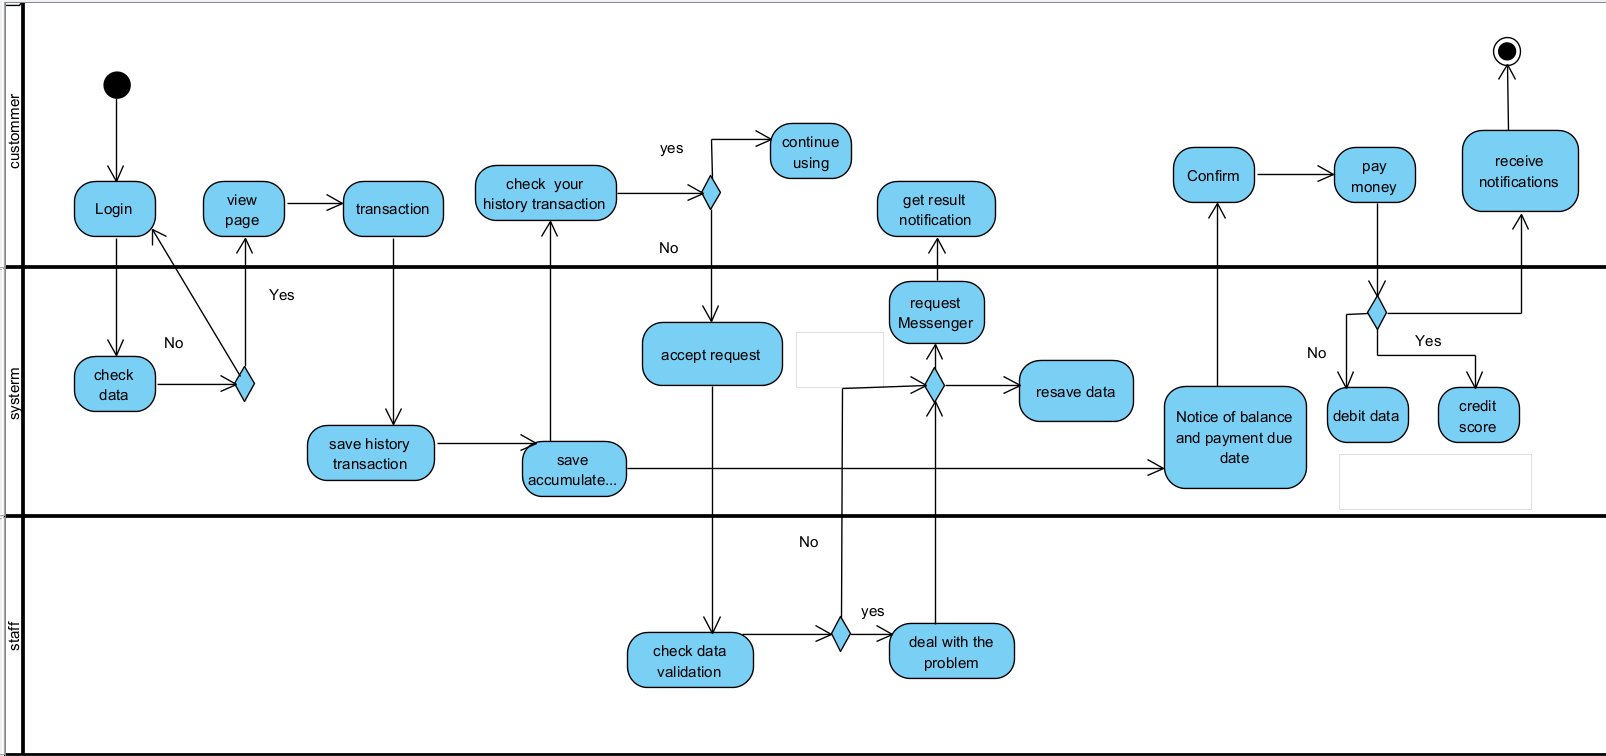 custommer
Login
view
page
transaction
check your
history transaction
yes
continue
using
No
get result
notification
Confirm
pay
money
receive
notifications
systerm
No
Yes
check
data
save history
transaction
save
accumulate...
accept request
request
Messenger
resave data
Notice of balance
and payment due
date
No
Yes
debit data
credit
score
staff
No
yes
check data
validation
deal with the
problem